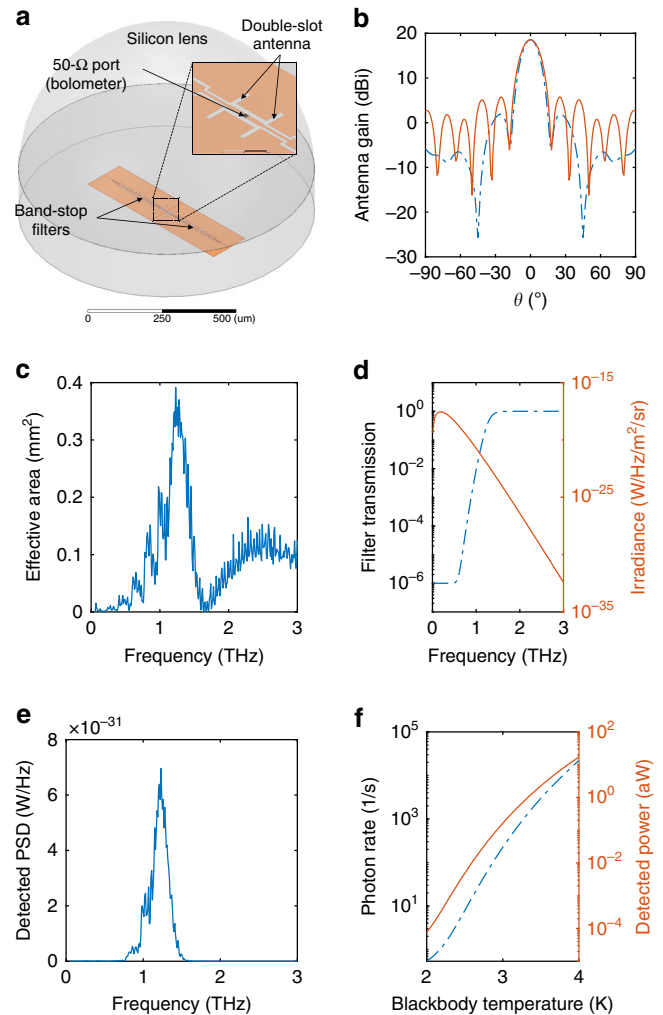 a
Silicon lens
Double-slot
antenna
50-Ω port
(bolometer)
Band-stop
filters
0 250 500 (um)
b
20
10
0
−10
−20
−30
−90 −60 −30 0 30 60 90
Antenna gain (dBi)
θ (°)
c
0.4
0.3
0.2
0.1
0
0 1 2 3
Effective area (mm²)
Frequency (THz)
d
10⁰
10⁻²
10⁻⁴
10⁻⁶
10⁻¹⁵
10⁻²⁵
10⁻³⁵
0 1 2 3
Filter transmission
Irradiance (W/Hz/m²/sr)
Frequency (THz)
e
×10⁻³¹
8
6
4
2
0
0 1 2 3
Detected PSD (W/Hz)
Frequency (THz)
f
10⁵
10³
10¹
10²
10⁰
10⁻²
10⁻⁴
2 3 4
Photon rate (1/s)
Detected power (aW)
Blackbody temperature (K)